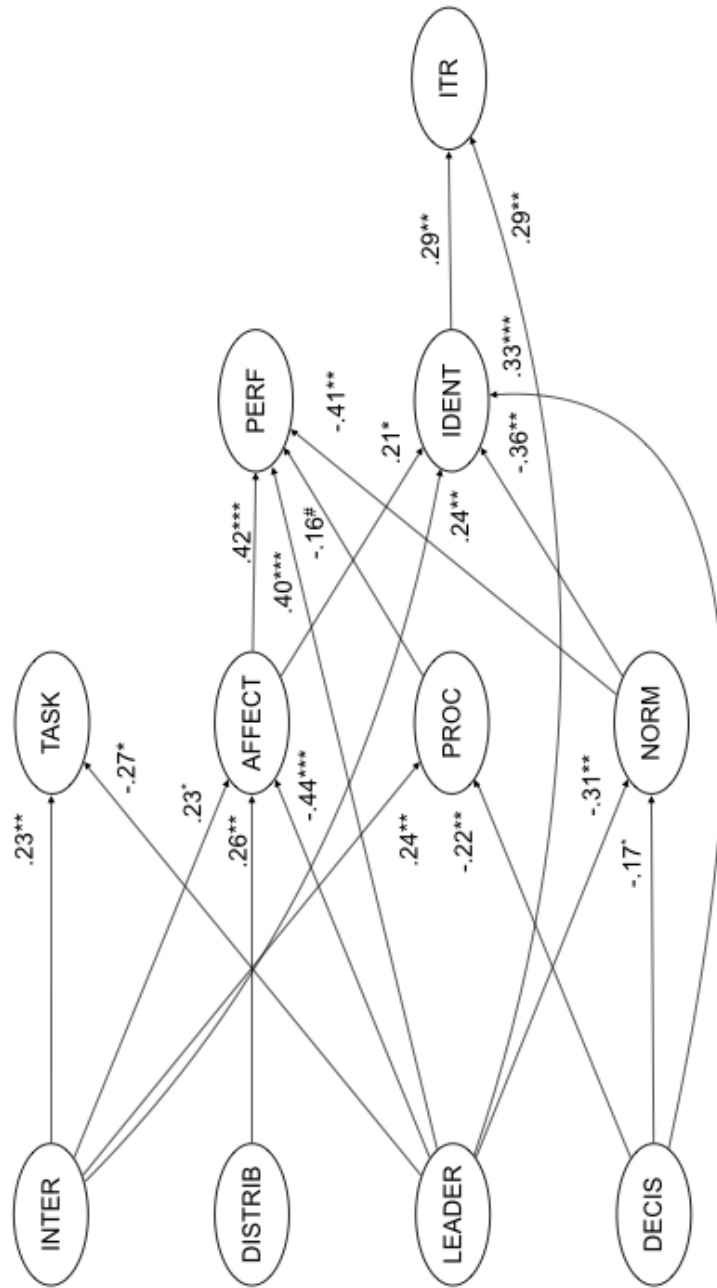 .23**
INTER
TASK
-.27*
.23*
.42***
DISTRIB
AFFECT
PERF
.26**
.40***
-.44***
-.16#
-.41**
.21*
.24**
.29**
LEADER
PROC
IDENT
ITR
-.22**
.24**
-.36**
.33***
.29**
-.31**
-.17*
DECIS
NORM